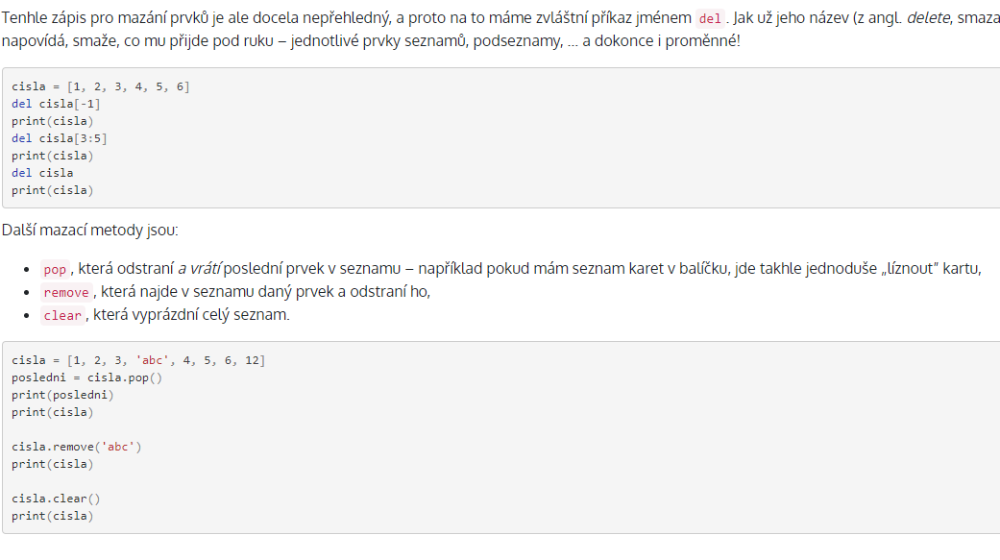 Tenhle zápis pro mazání prvků je ale docela nepřehledný, a proto na to máme zvláštní příkaz jménem del. Jak už jeho název (z angl. delete, smaza
napovídá, smaže, co mu přijde pod ruku – jednotlivé prvky seznamů, podseznamy, … a dokonce i proměnné!
cisla = [1, 2, 3, 4, 5, 6]
del cisla[-1]
print(cisla)
del cisla[3:5]
print(cisla)
del cisla
print(cisla)
Další mazací metody jsou:
• pop, která odstraní a vrátí poslední prvek v seznamu – například pokud mám seznam karet v balíčku, jde takhle jednoduše „líznout” kartu,
• remove, která najde v seznamu daný prvek a odstraní ho,
• clear, která vyprázdní celý seznam.
cisla = [1, 2, 3, 'abc', 4, 5, 6, 12]
posledni = cisla.pop()
print(posledni)
print(cisla)
cisla.remove('abc')
print(cisla)
cisla.clear()
print(cisla)